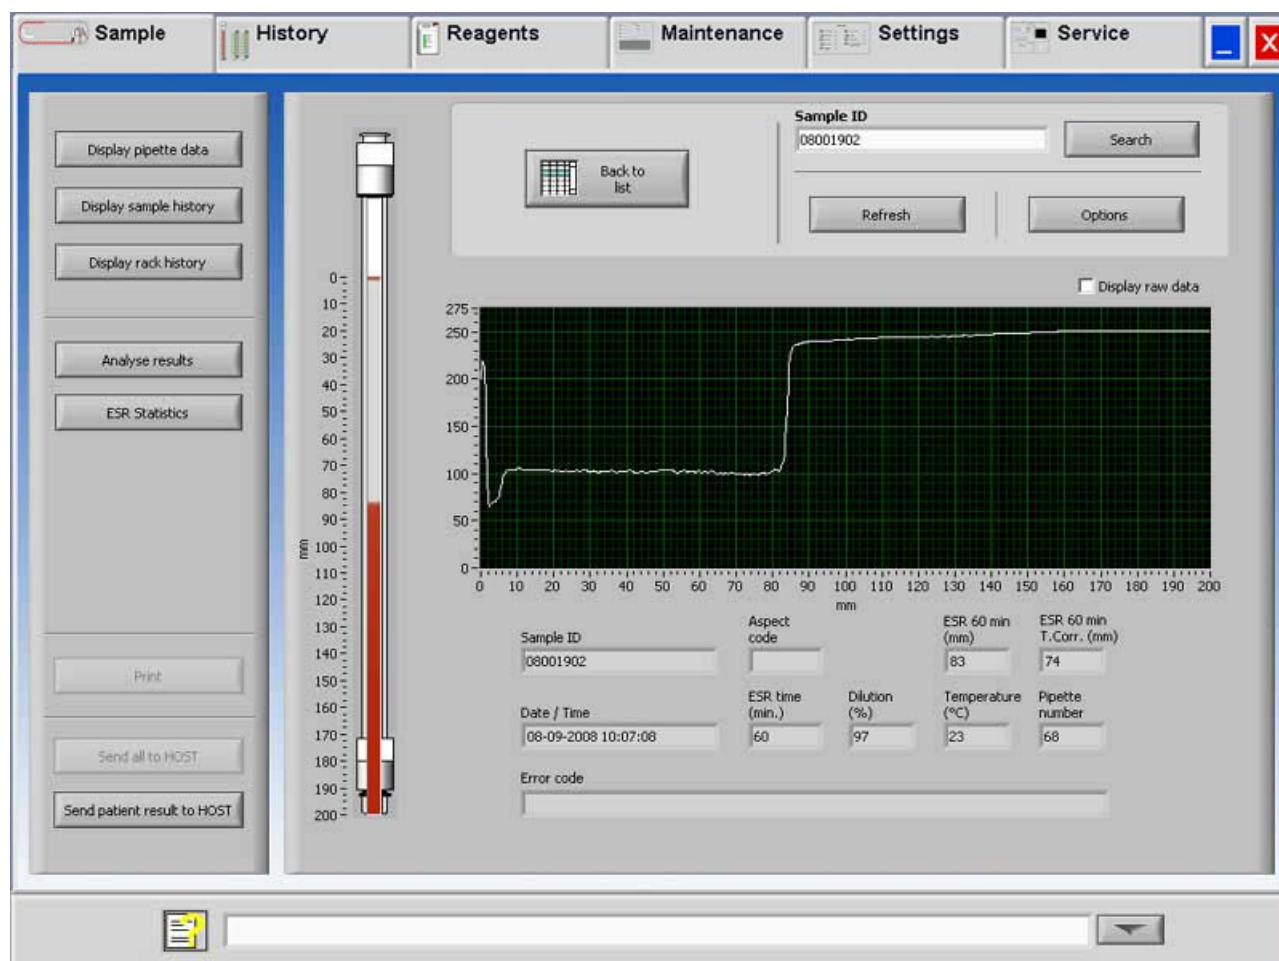 Sample
History
Reagents
Maintenance
Settings
Service
Display pipette data
Display sample history
Display rack history
Analyse results
ESR Statistics
Print
Send all to HOST
Send patient result to HOST
Back to
list
Sample ID
08001902
Search
Refresh
Options
Display raw data
0
10
20
30
40
50
60
70
80
90
100
110
120
130
140
150
160
170
180
190
200
mm
275
250
200
150
100
50
0
0 10 20 30 40 50 60 70 80 90 100 110 120 130 140 150 160 170 180 190 200
mm
Sample ID
08001902
Aspect
code
ESR 60 min
(mm)
83
ESR 60 min
T.Corr. (mm)
74
Date / Time
08-09-2008 10:07:08
ESR time
(min.)
60
Dilution
(%)
97
Temperature
(°C)
23
Pipette
number
68
Error code